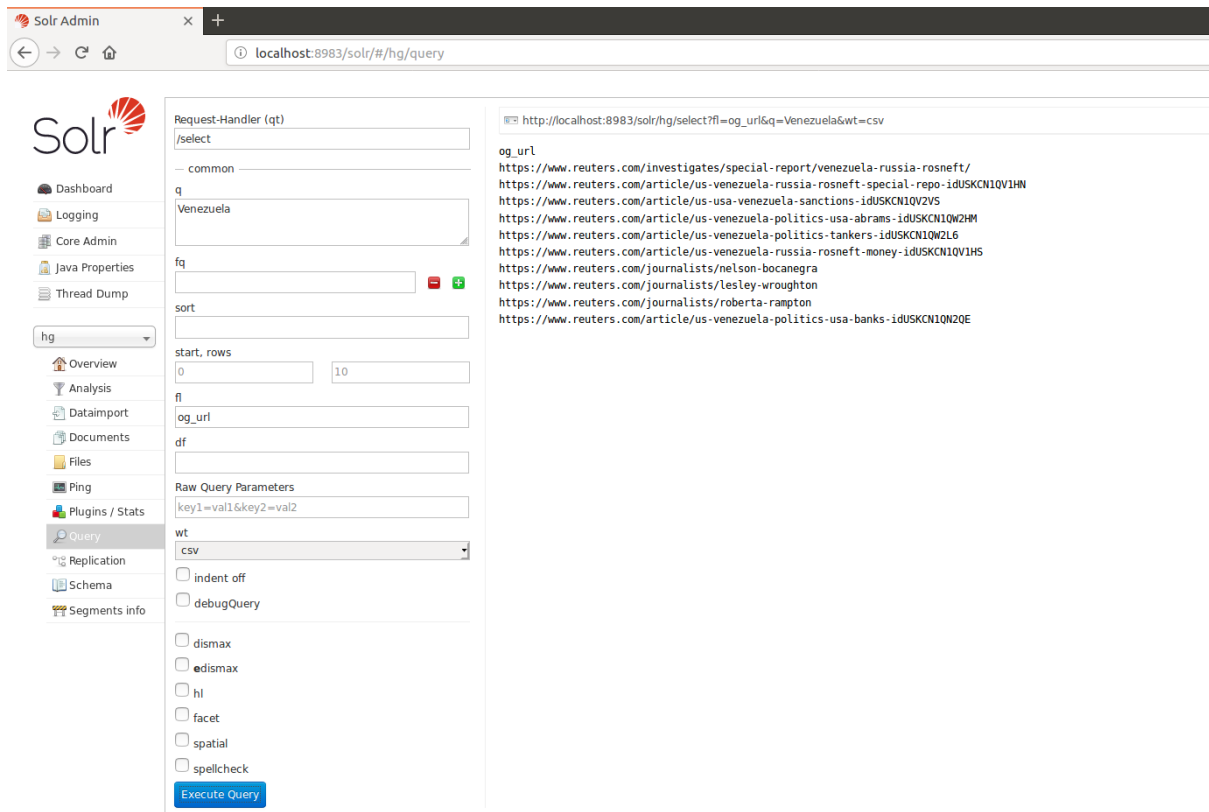 Solr Admin
localhost:8983/solr/#/hg/query
Solr
Dashboard
Logging
Core Admin
Java Properties
Thread Dump
hg
Overview
Analysis
Dataimport
Documents
Files
Ping
Plugins / Stats
Query
Replication
Schema
Segments info
Request-Handler (qt)
/select
common
q
Venezuela
fq
sort
start, rows
0 10
fl
og_url
df
Raw Query Parameters
key1=val1&key2=val2
wt
csv
indent off
debugQuery
dismax
edismax
hl
facet
spatial
spellcheck
Execute Query
http://localhost:8983/solr/hg/select?fl=og_url&q=Venezuela&wt=csv
og_url
https://www.reuters.com/investigates/special-report/venezuela-russia-rosneft/
https://www.reuters.com/article/us-venezuela-russia-rosneft-special-repo-idUSKCN1QV1HN
https://www.reuters.com/article/us-usa-venezuela-sanctions-idUSKCN1QV2VS
https://www.reuters.com/article/us-venezuela-politics-usa-abrams-idUSKCN1QW2HM
https://www.reuters.com/article/us-venezuela-politics-tankers-idUSKCN1QW2L6
https://www.reuters.com/article/us-venezuela-russia-rosneft-money-idUSKCN1QV1HS
https://www.reuters.com/journalists/nelson-bocanegra
https://www.reuters.com/journalists/lesley-wroughton
https://www.reuters.com/journalists/roberta-rampton
https://www.reuters.com/article/us-venezuela-politics-usa-banks-idUSKCN1QN2QE